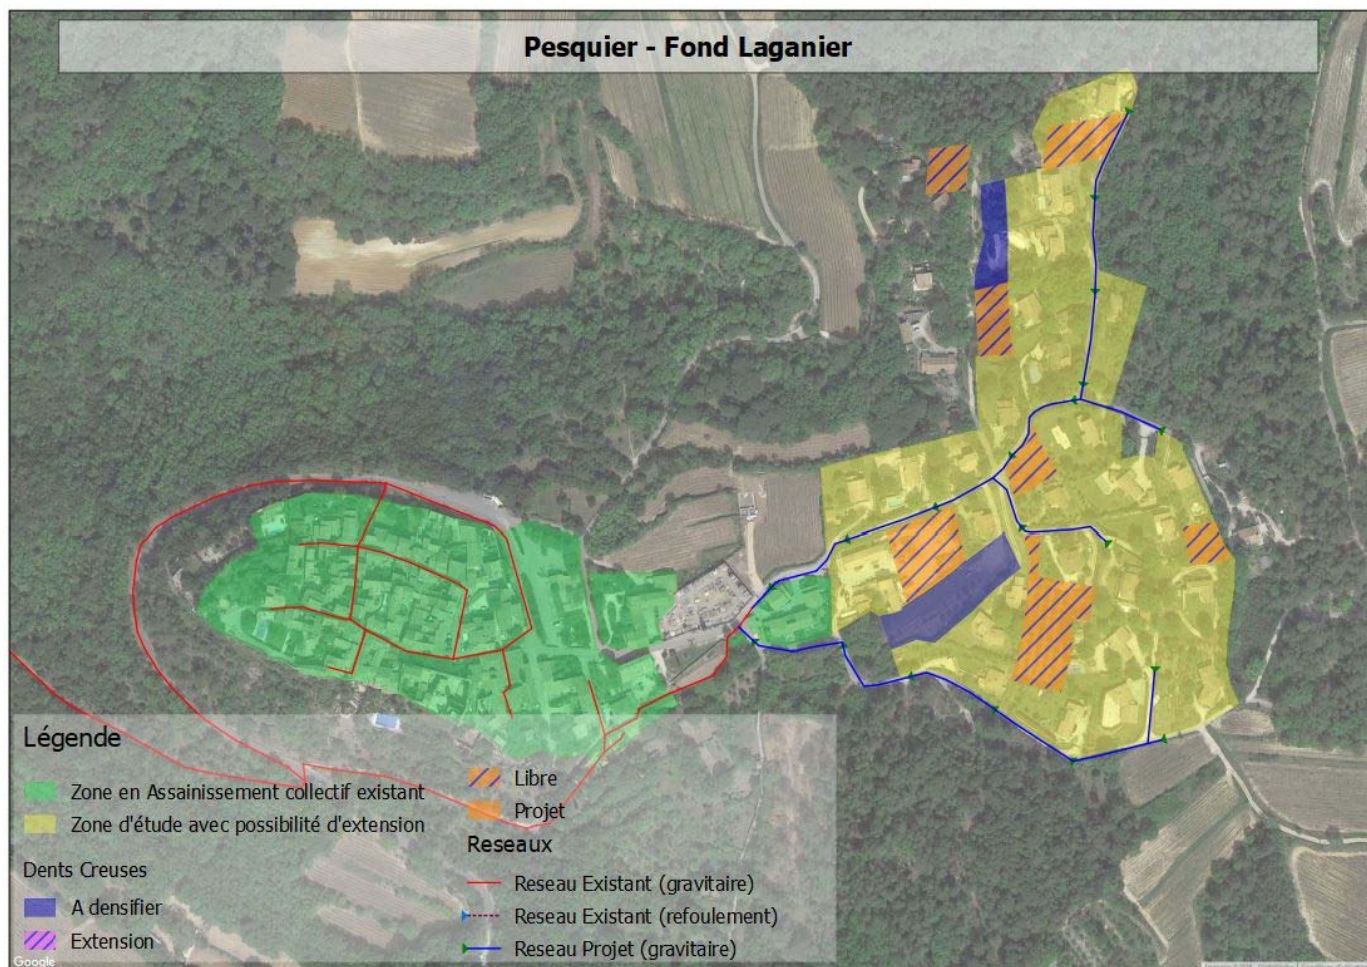 Pesquier - Fond Laganier
Légende
Zone en Assainissement collectif existant
Zone d'étude avec possibilité d'extension
Dents Creuses
A densifier
Extension
Libre
Projet
Reseaux
Reseau Existant (gravitaire)
Reseau Existant (refoulement)
Reseau Projet (gravitaire)
Google